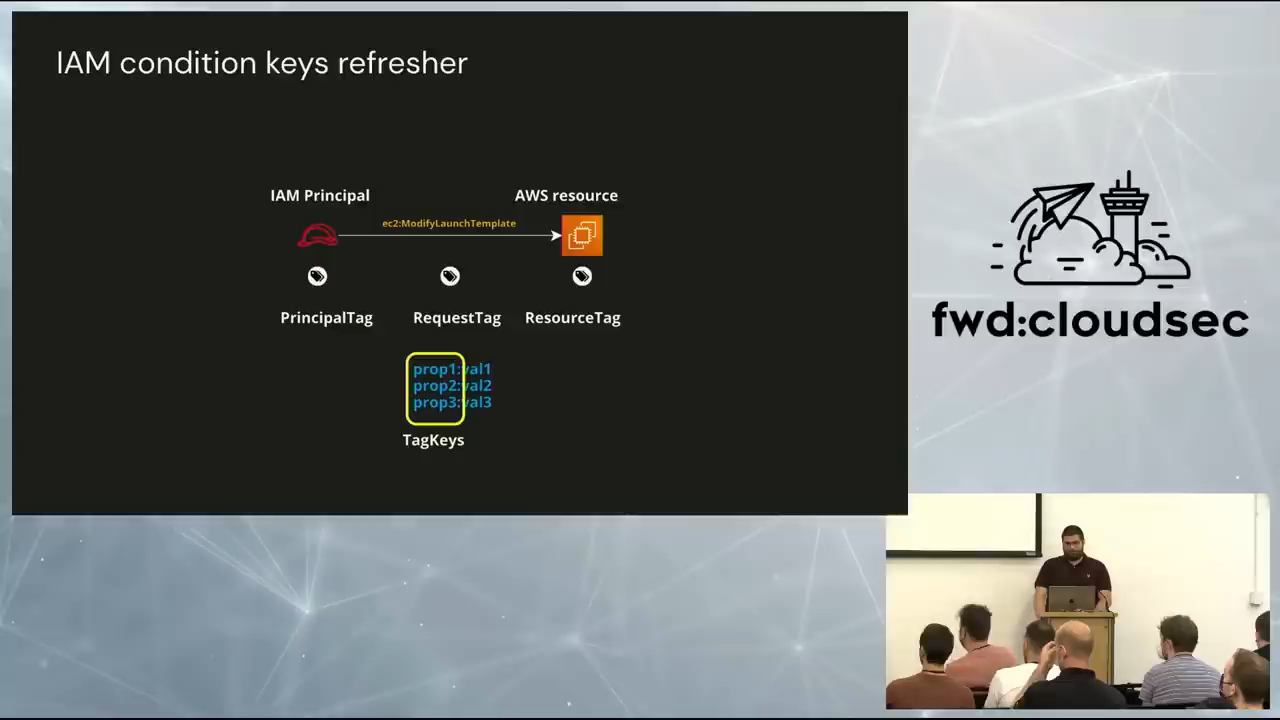 IAM condition keys refresher
IAM Principal
AWS resource
ec2:ModifyLaunchTemplate
PrincipalTag
RequestTag
ResourceTag
prop1:val1
prop2:val2
prop3:val3
TagKeys
fwd:cloudsec